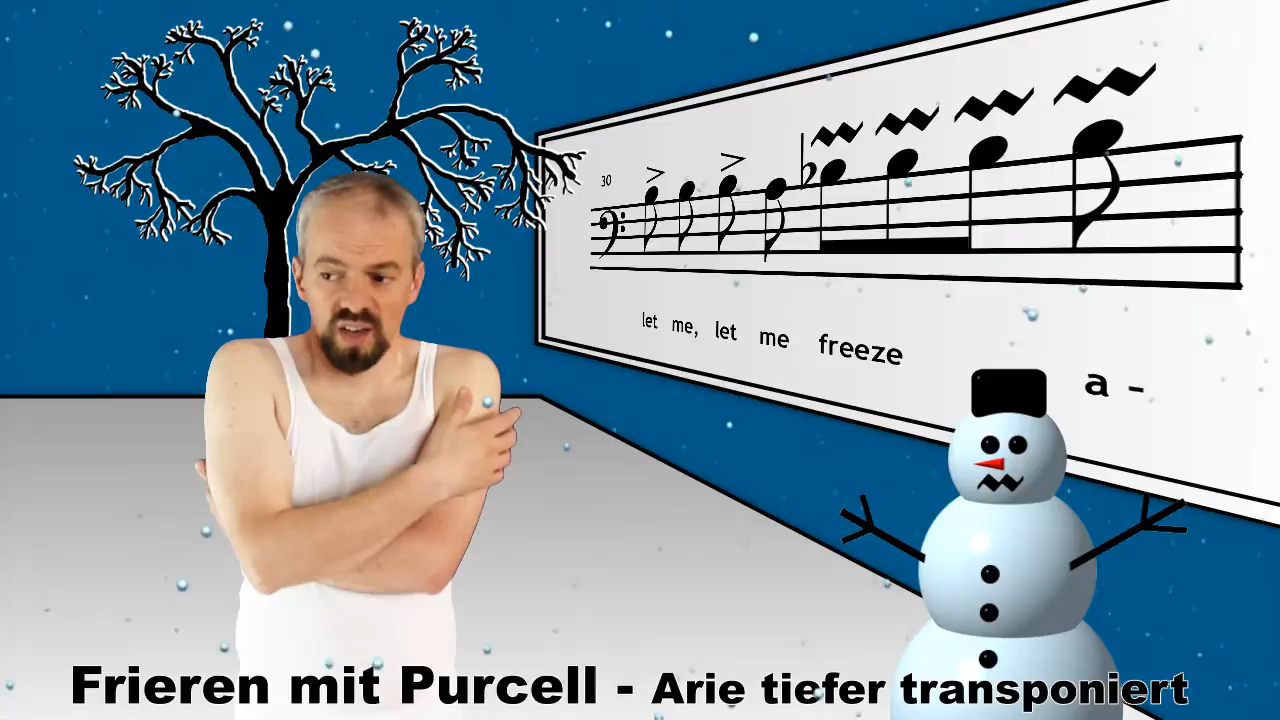 30
let me, let me freeze a -
Frieren mit Purcell - Arie tiefer transponiert